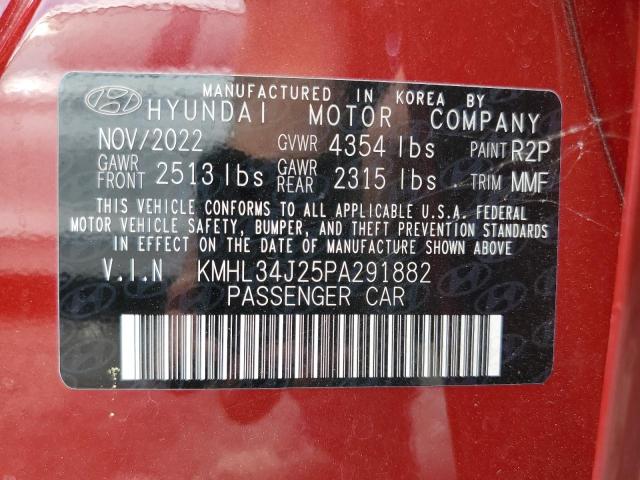 MANUFACTURED IN KOREA BY
HYUNDAI MOTOR COMPANY
NOV/2022 GVWR 4354 lbs PAINT R2P
GAWR FRONT 2513 lbs GAWR REAR 2315 lbs TRIM MMF
THIS VEHICLE CONFORMS TO ALL APPLICABLE U.S.A. FEDERAL
MOTOR VEHICLE SAFETY, BUMPER, AND THEFT PREVENTION STANDARDS
IN EFFECT ON THE DATE OF MANUFACTURE SHOWN ABOVE
V.I.N KMHL34J25PA291882
PASSENGER CAR